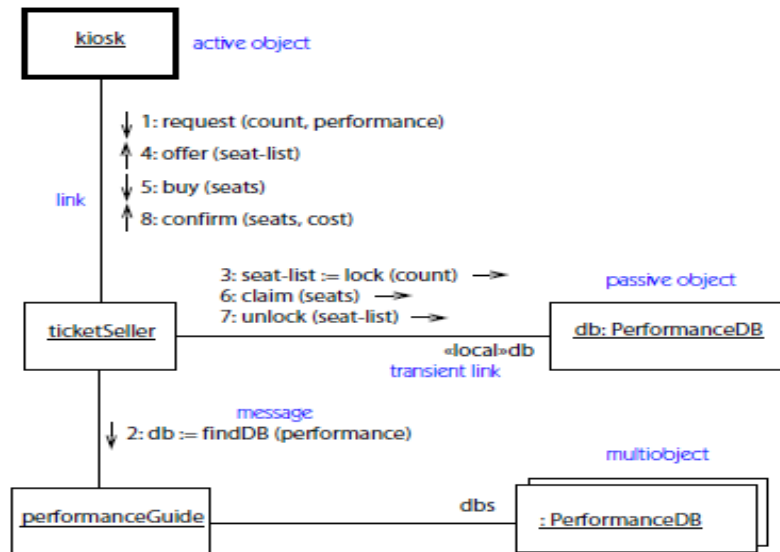 kiosk
active object
1: request (count, performance)
4: offer (seat-list)
5: buy (seats)
link
8: confirm (seats, cost)
3: seat-list := lock (count)
passive object
6: claim (seats)
7: unlock (seat-list)
ticketSeller
db: PerformanceDB
«local»db
transient link
message
2: db := findDB (performance)
multiobject
performanceGuide
dbs
: PerformanceDB